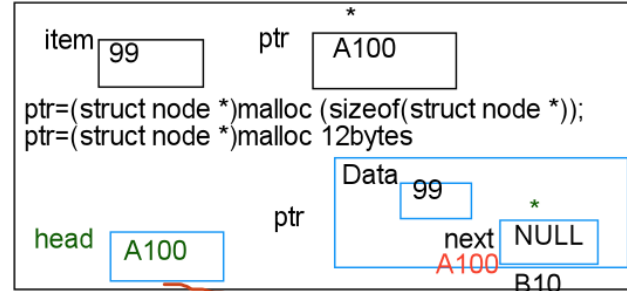 *
item 99 ptr A100
ptr=(struct node *)malloc (sizeof(struct node *));
ptr=(struct node *)malloc 12bytes
Data 99
*
ptr
head A100 next NULL
A100
B10